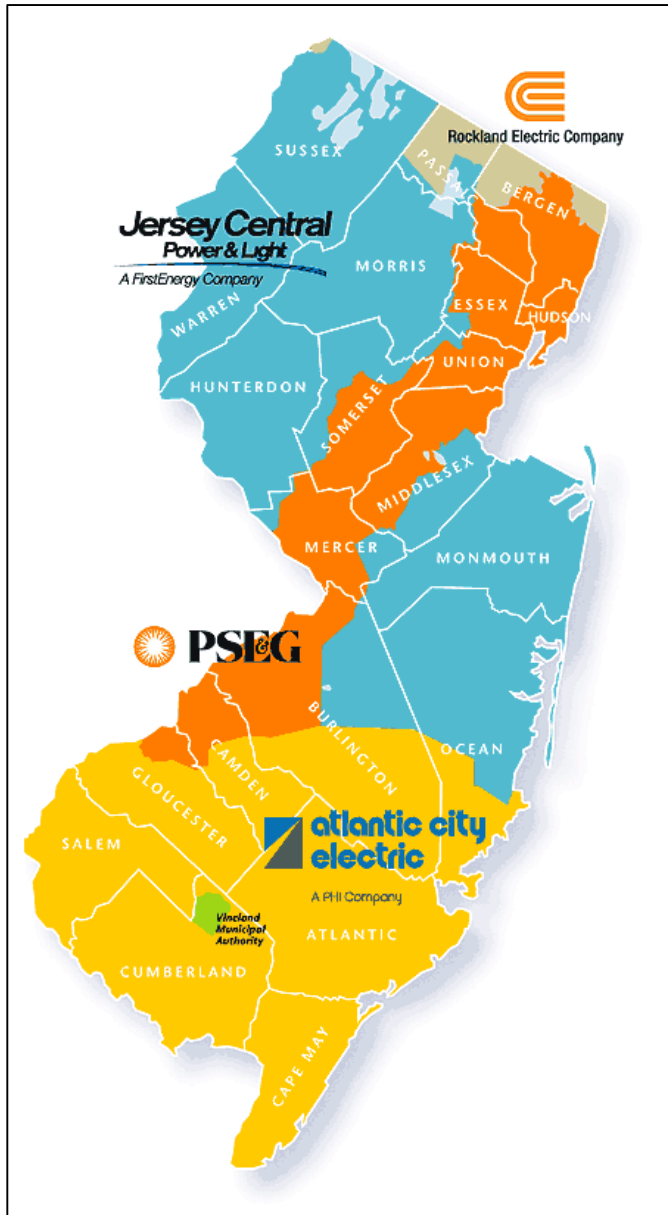 Rockland Electric Company
SUSSEX
PASSAIC
BERGEN
Jersey Central
Power & Light
A FirstEnergy Company
MORRIS
WARREN
ESSEX
HUDSON
UNION
HUNTERDON
SOMERSET
MIDDLESEX
MERCER
MONMOUTH
PSE&G
BURLINGTON
OCEAN
CAMDEN
GLOUCESTER
SALEM
atlantic city
electric
A PHI Company
Vineland
Municipal
Authority
ATLANTIC
CUMBERLAND
CAPE MAY